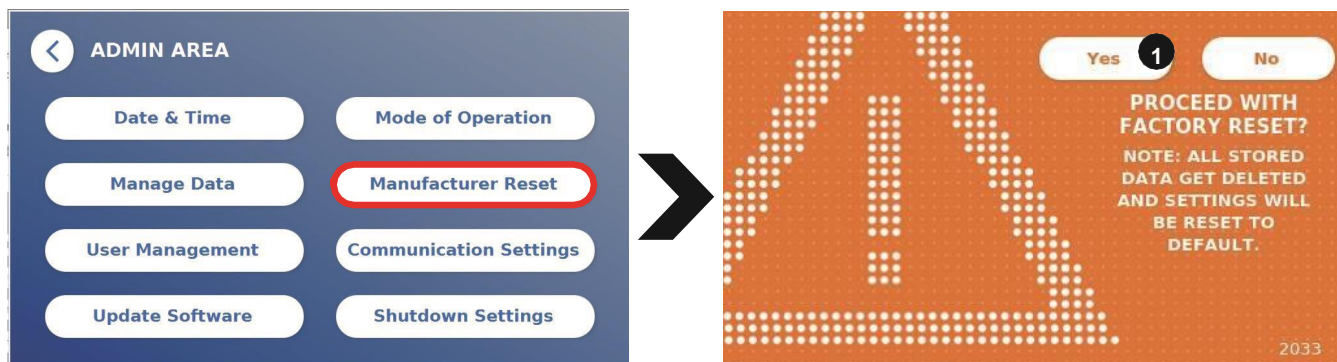 ADMIN AREA
Date & Time
Mode of Operation
Manage Data
Manufacturer Reset
User Management
Communication Settings
Update Software
Shutdown Settings
Yes
1
No
PROCEED WITH
FACTORY RESET?
NOTE: ALL STORED
DATA GET DELETED
AND SETTINGS WILL
BE RESET TO
DEFAULT.
2033